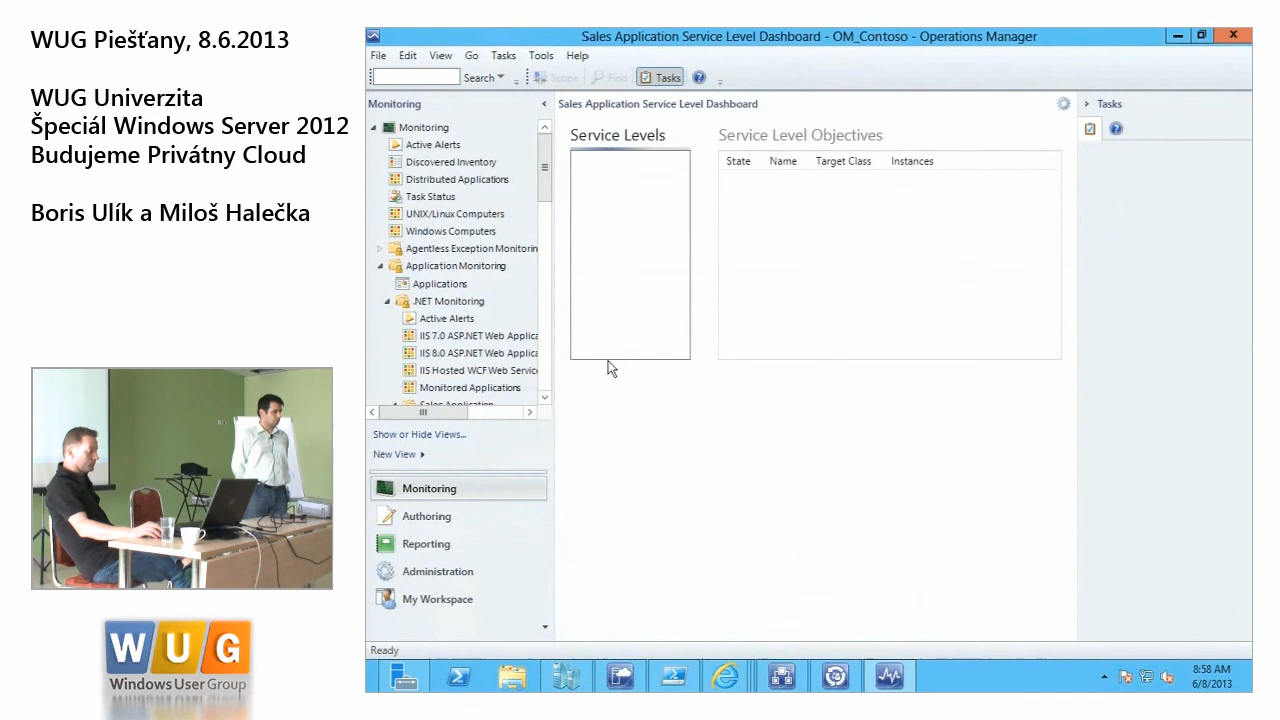 WUG Piešťany, 8.6.2013
WUG Univerzita
Špeciál Windows Server 2012
Budujeme Privátny Cloud
Boris Ulík a Miloš Halečka
WUG
Windows User Group
Sales Application Service Level Dashboard - OM_Contoso - Operations Manager
File Edit View Go Tasks Tools Help
Search Scope Find Tasks
Monitoring
Monitoring
Active Alerts
Discovered Inventory
Distributed Applications
Task Status
UNIX/Linux Computers
Windows Computers
Agentless Exception Monitorin
Application Monitoring
Applications
.NET Monitoring
Active Alerts
IIS 7.0 ASP.NET Web Applica
IIS 8.0 ASP.NET Web Applica
IIS Hosted WCF Web Service
Monitored Applications
Sales Application
Show or Hide Views...
New View
Monitoring
Authoring
Reporting
Administration
My Workspace
Sales Application Service Level Dashboard
Service Levels
Service Level Objectives
State Name Target Class Instances
Tasks
Ready
8:58 AM
6/8/2013